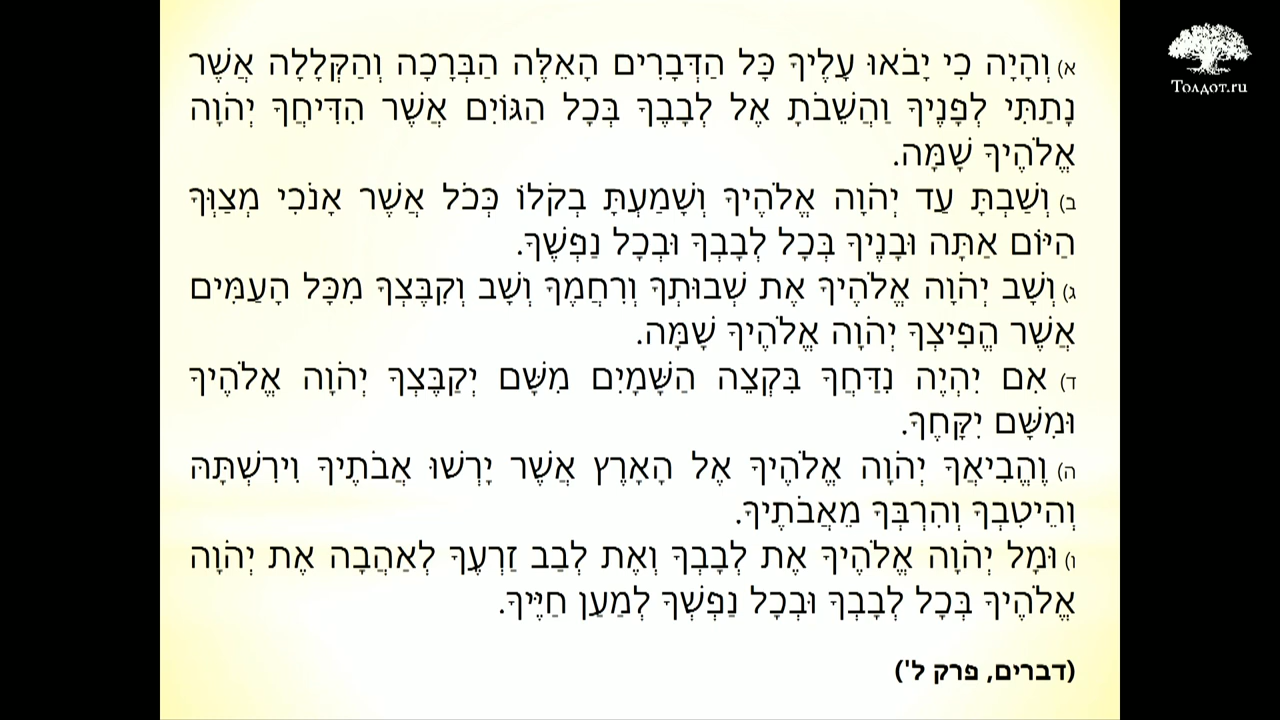 א) וְהָיָה כִי יָבֹאוּ עָלֶיךָ כָּל הַדְּבָרִים הָאֵלֶּה הַבְּרָכָה וְהַקְּלָלָה אֲשֶׁר
נָתַתִּי לְפָנֶיךָ וַהֲשֵׁבֹתָ אֶל לְבָבֶךָ בְּכָל הַגּוֹיִם אֲשֶׁר הִדִּיחֲךָ יְהֹוָה
אֱלֹהֶיךָ שָׁמָּה.
ב) וְשַׁבְתָּ עַד יְהֹוָה אֱלֹהֶיךָ וְשָׁמַעְתָּ בְקֹלוֹ כְּכֹל אֲשֶׁר אָנֹכִי מְצַוְּךָ
הַיּוֹם אַתָּה וּבָנֶיךָ בְּכָל לְבָבְךָ וּבְכָל נַפְשֶׁךָ.
ג) וְשָׁב יְהֹוָה אֱלֹהֶיךָ אֶת שְׁבוּתְךָ וְרִחֲמֶךָ וְשָׁב וְקִבֶּצְךָ מִכָּל הָעַמִּים
אֲשֶׁר הֱפִיצְךָ יְהֹוָה אֱלֹהֶיךָ שָׁמָּה.
ד) אִם יִהְיֶה נִדַּחֲךָ בִּקְצֵה הַשָּׁמָיִם מִשָּׁם יְקַבֶּצְךָ יְהֹוָה אֱלֹהֶיךָ
וּמִשָּׁם יִקָּחֶךָ.
ה) וֶהֱבִיאֲךָ יְהֹוָה אֱלֹהֶיךָ אֶל הָאָרֶץ אֲשֶׁר יָרְשׁוּ אֲבֹתֶיךָ וִירִשְׁתָּהּ
וְהֵיטִבְךָ וְהִרְבְּךָ מֵאֲבֹתֶיךָ.
ו) וּמָל יְהֹוָה אֱלֹהֶיךָ אֶת לְבָבְךָ וְאֶת לְבַב זַרְעֶךָ לְאַהֲבָה אֶת יְהֹוָה
אֱלֹהֶיךָ בְּכָל לְבָבְךָ וּבְכָל נַפְשְׁךָ לְמַעַן חַיֶּיךָ.
(דברים, פרק ל')
Толдот.ru